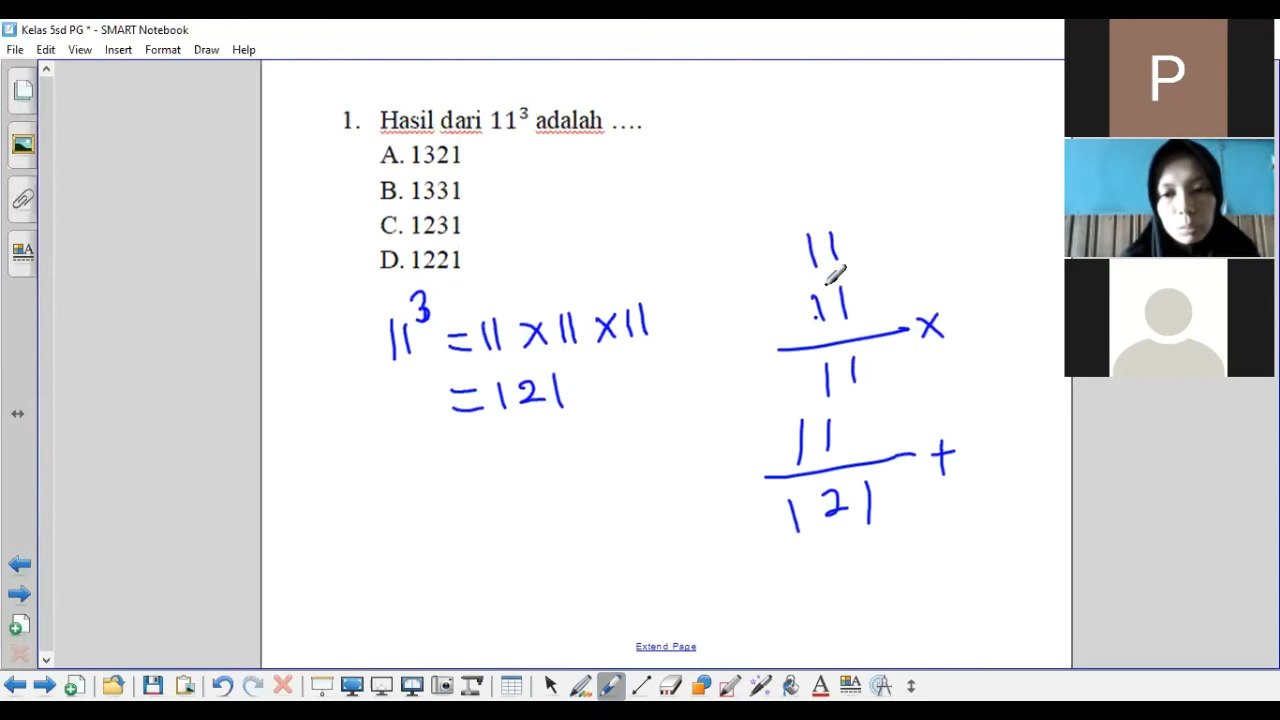 Kelas 5sd PG * - SMART Notebook
File Edit View Insert Format Draw Help
P
1. Hasil dari 11³ adalah ....
A. 1321
B. 1331
C. 1231
D. 1221
11³ = 11 x 11 x 11
= 121
11
11
x
11
11
+
121
Extend Page